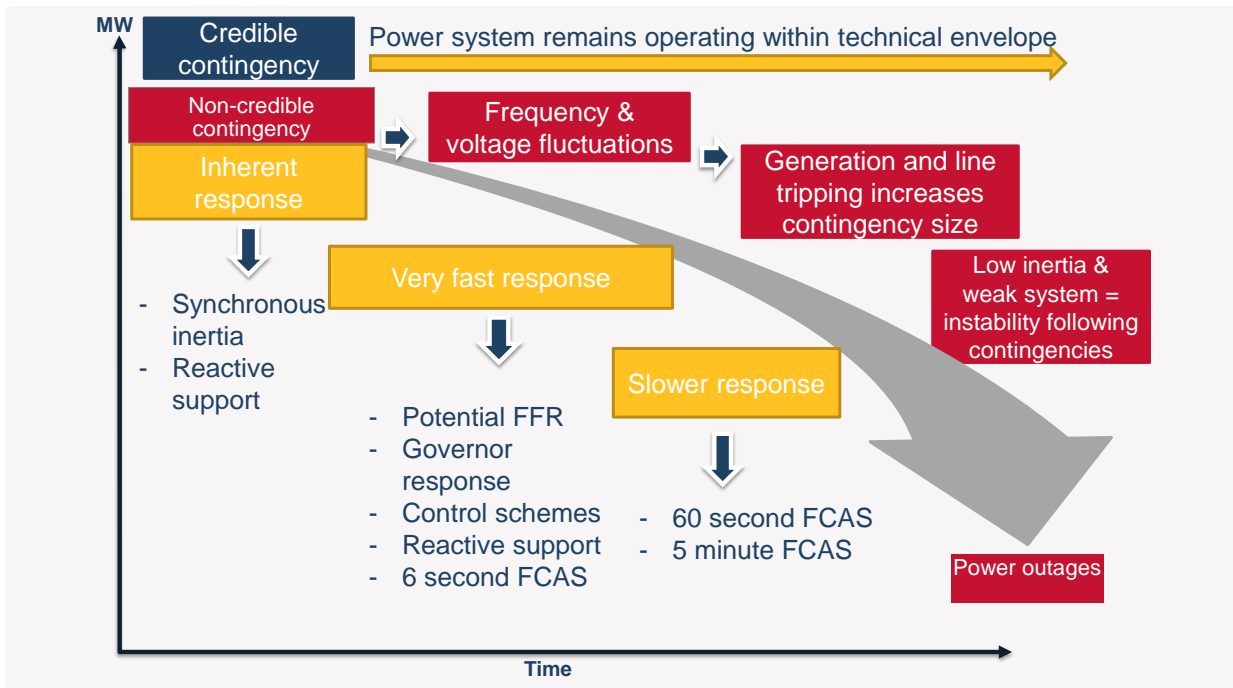 MW
Credible
contingency
Power system remains operating within technical envelope
Non-credible
contingency
Frequency &
voltage fluctuations
Generation and line
tripping increases
contingency size
Inherent
response
Very fast response
Low inertia &
weak system =
instability following
contingencies
Slower response
- Synchronous
inertia
- Reactive
support
- Potential FFR
- Governor
response
- Control schemes
- Reactive support
- 6 second FCAS
- 60 second FCAS
- 5 minute FCAS
Power outages
Time